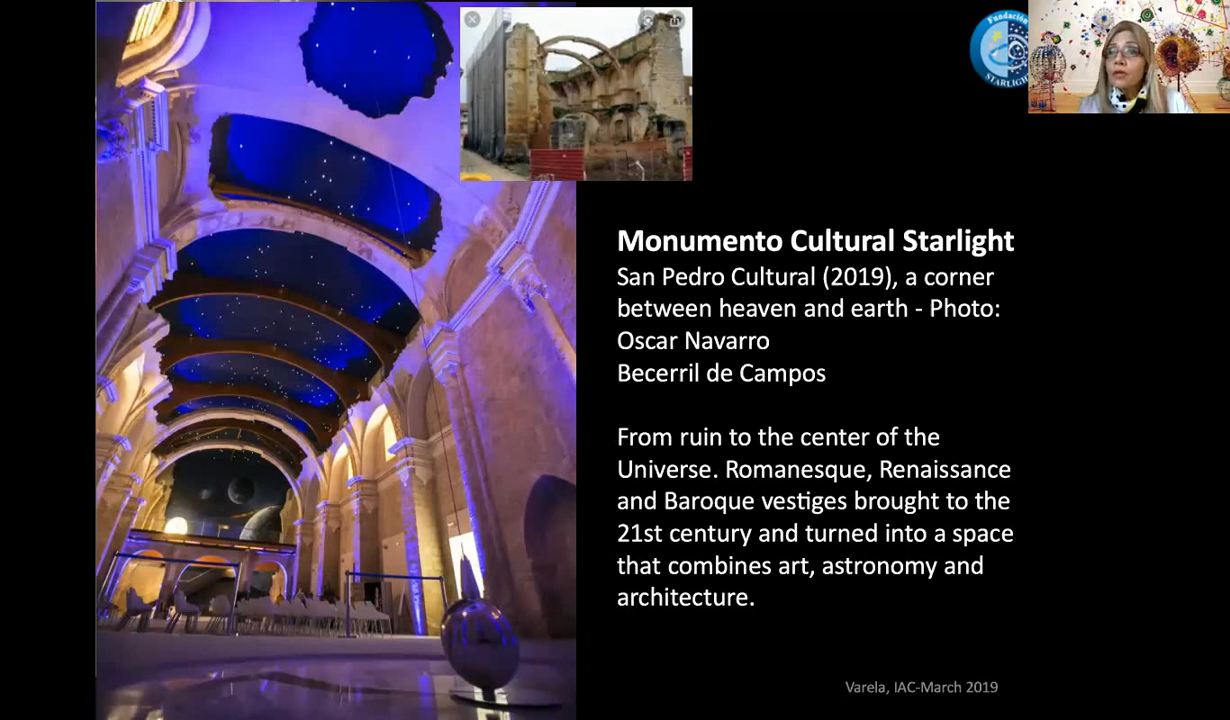 Fundación
STARLIGHT
Monumento Cultural Starlight
San Pedro Cultural (2019), a corner
between heaven and earth - Photo:
Oscar Navarro
Becerril de Campos
From ruin to the center of the
Universe. Romanesque, Renaissance
and Baroque vestiges brought to the
21st century and turned into a space
that combines art, astronomy and
architecture.
Varela, IAC-March 2019